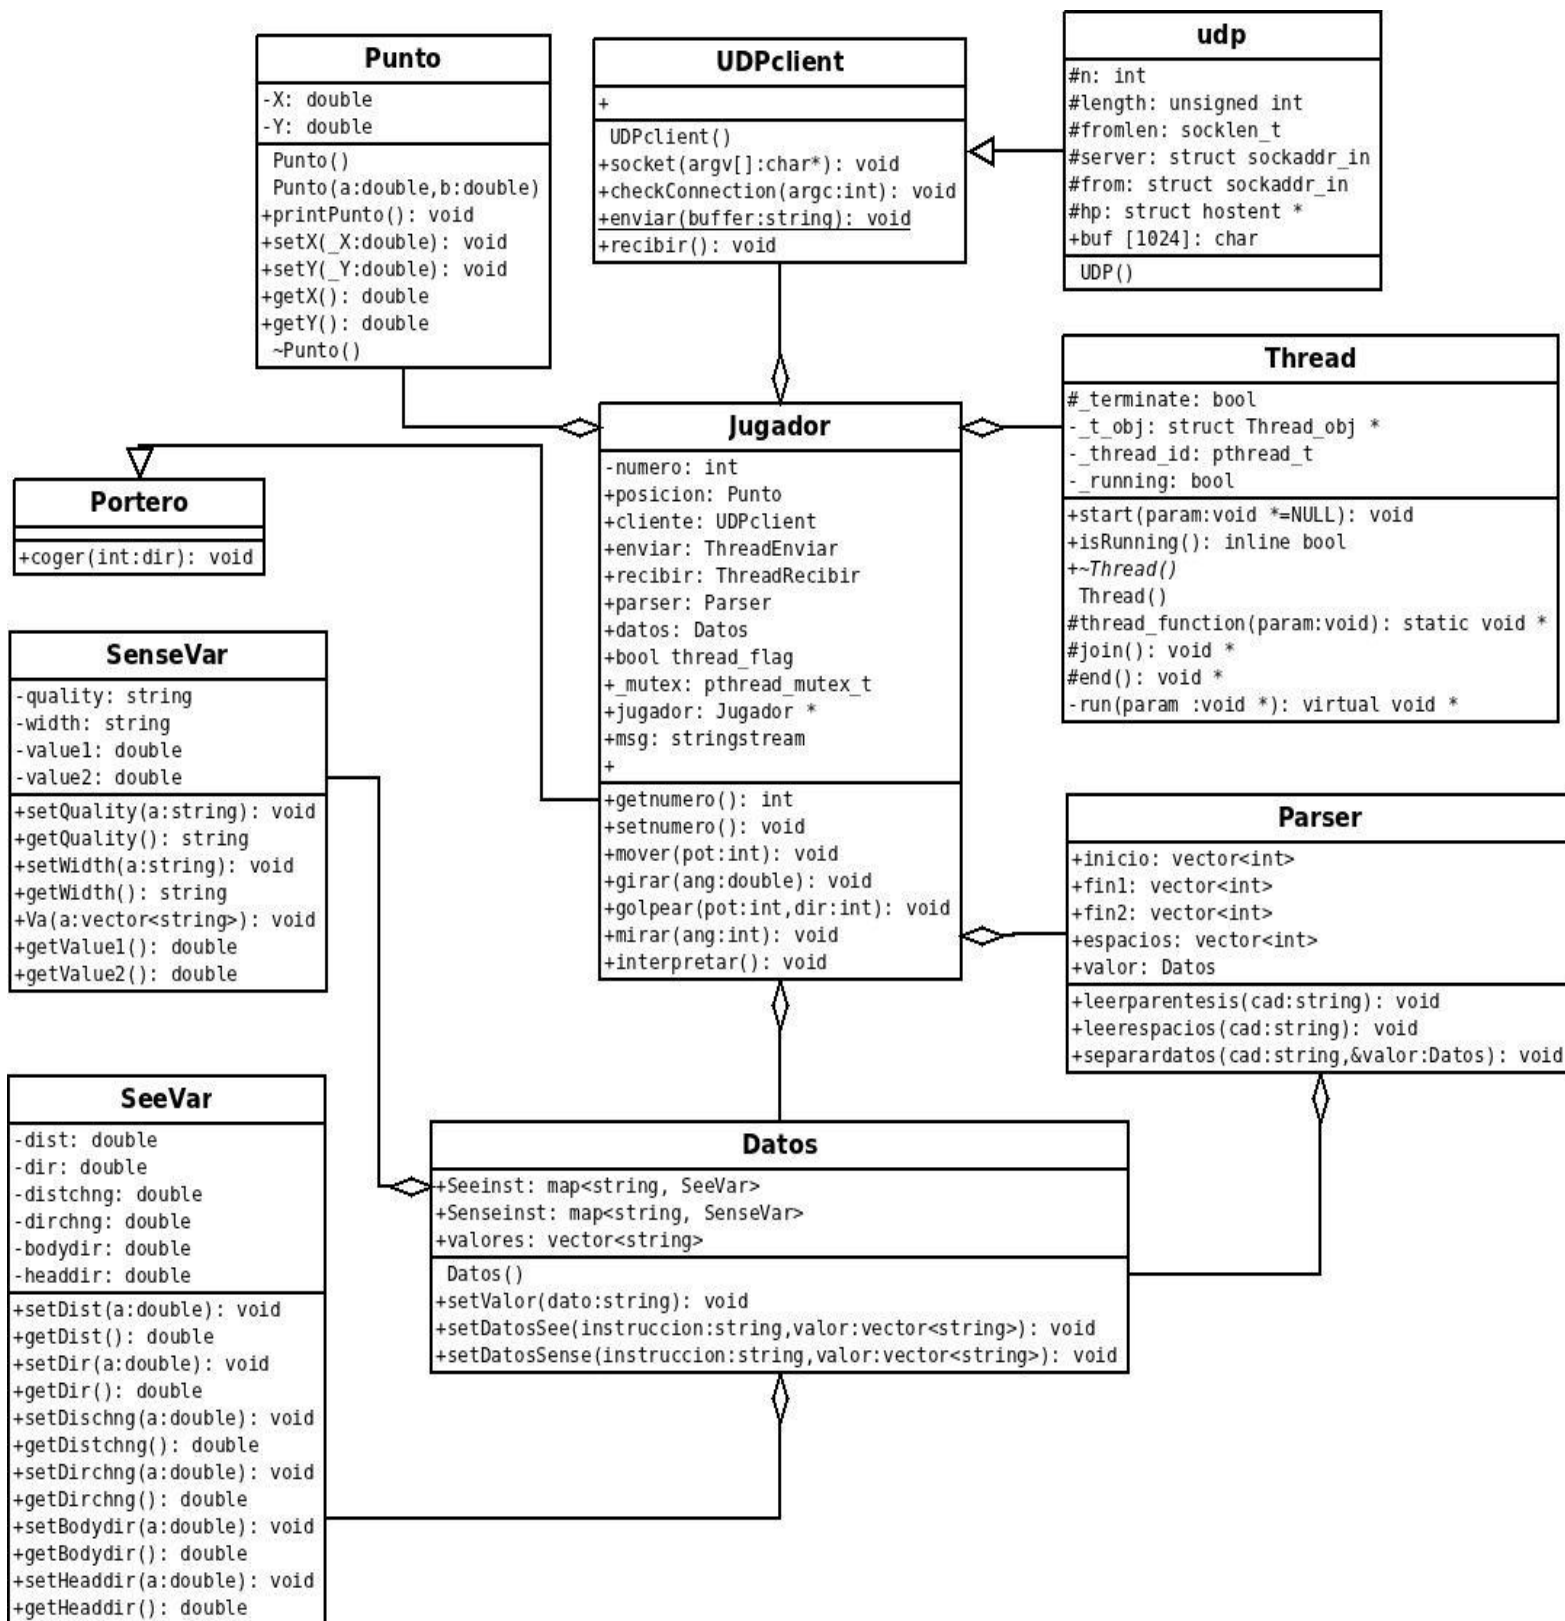 Punto
-X: double
-Y: double
Punto()
Punto(a:double,b:double)
+printPunto(): void
+setX(_X:double): void
+setY(_Y:double): void
+getX(): double
+getY(): double
~Punto()
UDPclient
+
UDPclient()
+socket(argv[]:char*): void
+checkConnection(argc:int): void
+enviar(buffer:string): void
+recibir(): void
udp
#n: int
#length: unsigned int
#fromlen: socklen_t
#server: struct sockaddr_in
#from: struct sockaddr_in
#hp: struct hostent *
+buf [1024]: char
UDP()
Thread
#_terminate: bool
-_t_obj: struct Thread_obj *
-_thread_id: pthread_t
-_running: bool
+start(param:void *=NULL): void
+isRunning(): inline bool
+~Thread()
Thread()
#thread_function(param:void): static void *
#join(): void *
#end(): void *
-run(param :void *): virtual void *
Jugador
-numero: int
+posicion: Punto
+cliente: UDPclient
+enviar: ThreadEnviar
+recibir: ThreadRecibir
+parser: Parser
+datos: Datos
+bool thread_flag
+_mutex: pthread_mutex_t
+jugador: Jugador *
+msg: stringstream
+
+getnumero(): int
+setnumero(): void
+mover(pot:int): void
+girar(ang:double): void
+golpear(pot:int,dir:int): void
+mirar(ang:int): void
+interpretar(): void
Portero
+coger(int:dir): void
SenseVar
-quality: string
-width: string
-value1: double
-value2: double
+setQuality(a:string): void
+getQuality(): string
+setWidth(a:string): void
+getWidth(): string
+Va(a:vector<string>): void
+getValue1(): double
+getValue2(): double
Parser
+inicio: vector<int>
+fin1: vector<int>
+fin2: vector<int>
+espacios: vector<int>
+valor: Datos
+leerparentesis(cad:string): void
+leerespacios(cad:string): void
+separardatos(cad:string,&valor:Datos): void
SeeVar
-dist: double
-dir: double
-distchng: double
-dirchng: double
-bodydir: double
-headdir: double
+setDist(a:double): void
+getDist(): double
+setDir(a:double): void
+getDir(): double
+setDischng(a:double): void
+getDistchng(): double
+setDirchng(a:double): void
+getDirchng(): double
+setBodydir(a:double): void
+getBodydir(): double
+setHeaddir(a:double): void
+getHeaddir(): double
Datos
+Seeinst: map<string, SeeVar>
+Senseinst: map<string, SenseVar>
+valores: vector<string>
Datos()
+setValor(dato:string): void
+setDatosSee(instruccion:string,valor:vector<string>): void
+setDatosSense(instruccion:string,valor:vector<string>): void